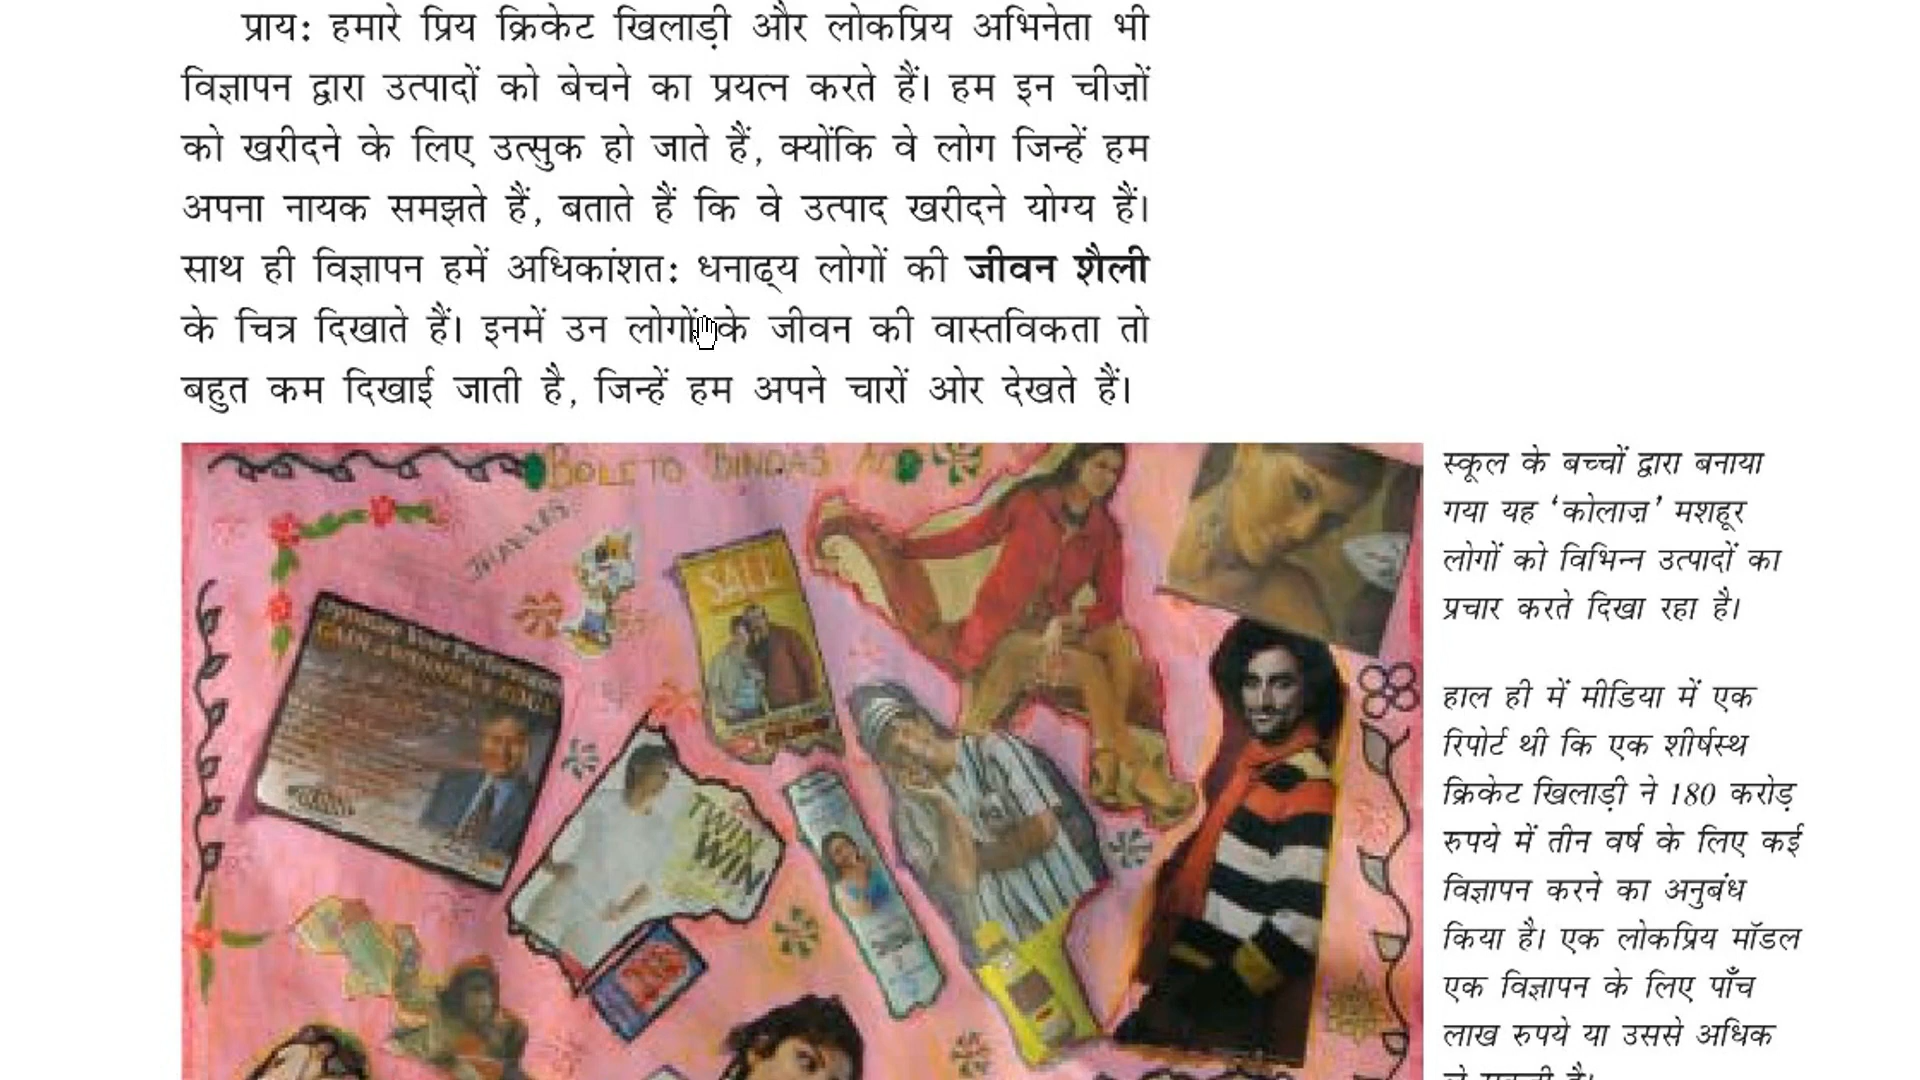 प्राय: हमारे प्रिय क्रिकेट खिलाड़ी और लोकप्रिय अभिनेता भी
विज्ञापन द्वारा उत्पादों को बेचने का प्रयत्न करते हैं। हम इन चीज़ों
को खरीदने के लिए उत्सुक हो जाते हैं, क्योंकि वे लोग जिन्हें हम
अपना नायक समझते हैं, बताते हैं कि वे उत्पाद खरीदने योग्य हैं।
साथ ही विज्ञापन हमें अधिकांशत: धनाढ्य लोगों की जीवन शैली
के चित्र दिखाते हैं। इनमें उन लोगों के जीवन की वास्तविकता तो
बहुत कम दिखाई जाती है, जिन्हें हम अपने चारों ओर देखते हैं।
BOLE TO BINDAS
SALE
TWIN
WIN
स्कूल के बच्चों द्वारा बनाया
गया यह ‘कोलाज़’ मशहूर
लोगों को विभिन्न उत्पादों का
प्रचार करते दिखा रहा है।
हाल ही में मीडिया में एक
रिपोर्ट थी कि एक शीर्षस्थ
क्रिकेट खिलाड़ी ने 180 करोड़
रुपये में तीन वर्ष के लिए कई
विज्ञापन करने का अनुबंध
किया है। एक लोकप्रिय मॉडल
एक विज्ञापन के लिए पाँच
लाख रुपये या उससे अधिक